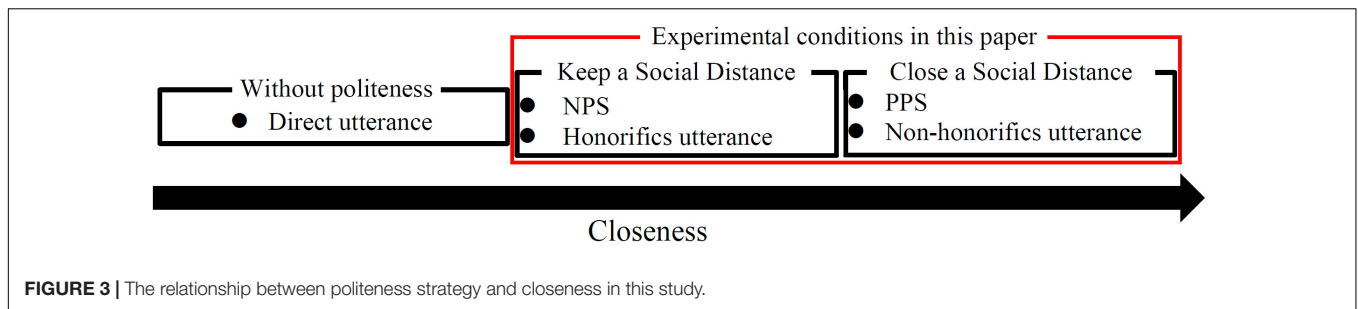 Experimental conditions in this paper
Without politeness
● Direct utterance
Keep a Social Distance
● NPS
● Honorifics utterance
Close a Social Distance
● PPS
● Non-honorifics utterance
Closeness
FIGURE 3 | The relationship between politeness strategy and closeness in this study.